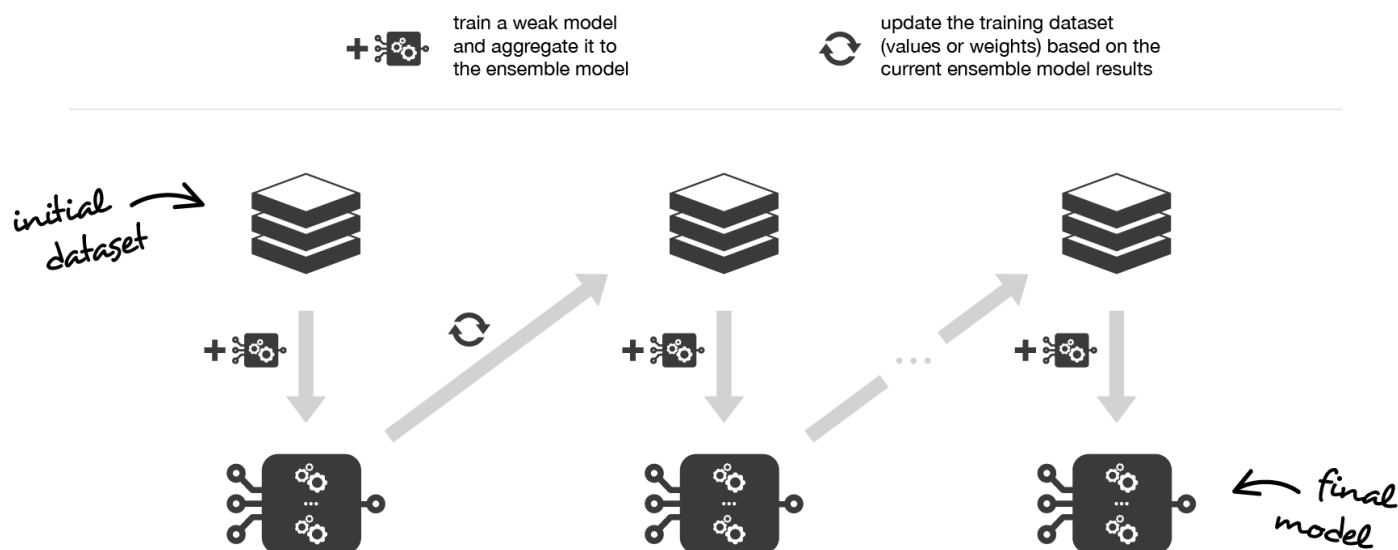 train a weak model
and aggregate it to
the ensemble model
update the training dataset
(values or weights) based on the
current ensemble model results
initial
dataset
final
model